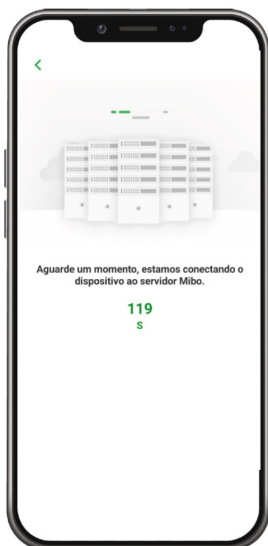 Aguarde um momento, estamos conectando o
dispositivo ao servidor Mibo.
119
S